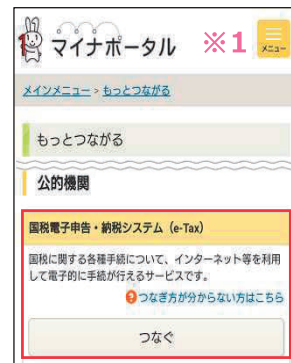 マイナポータル ※1
メニュー
メインメニュー > もっとつながる
もっとつながる
公的機関
国税電子申告・納税システム（e-Tax）
国税に関する各種手続について、インターネット等を利用
して電子的に手続が行えるサービスです。
?つなぎ方が分からない方はこちら
つなぐ